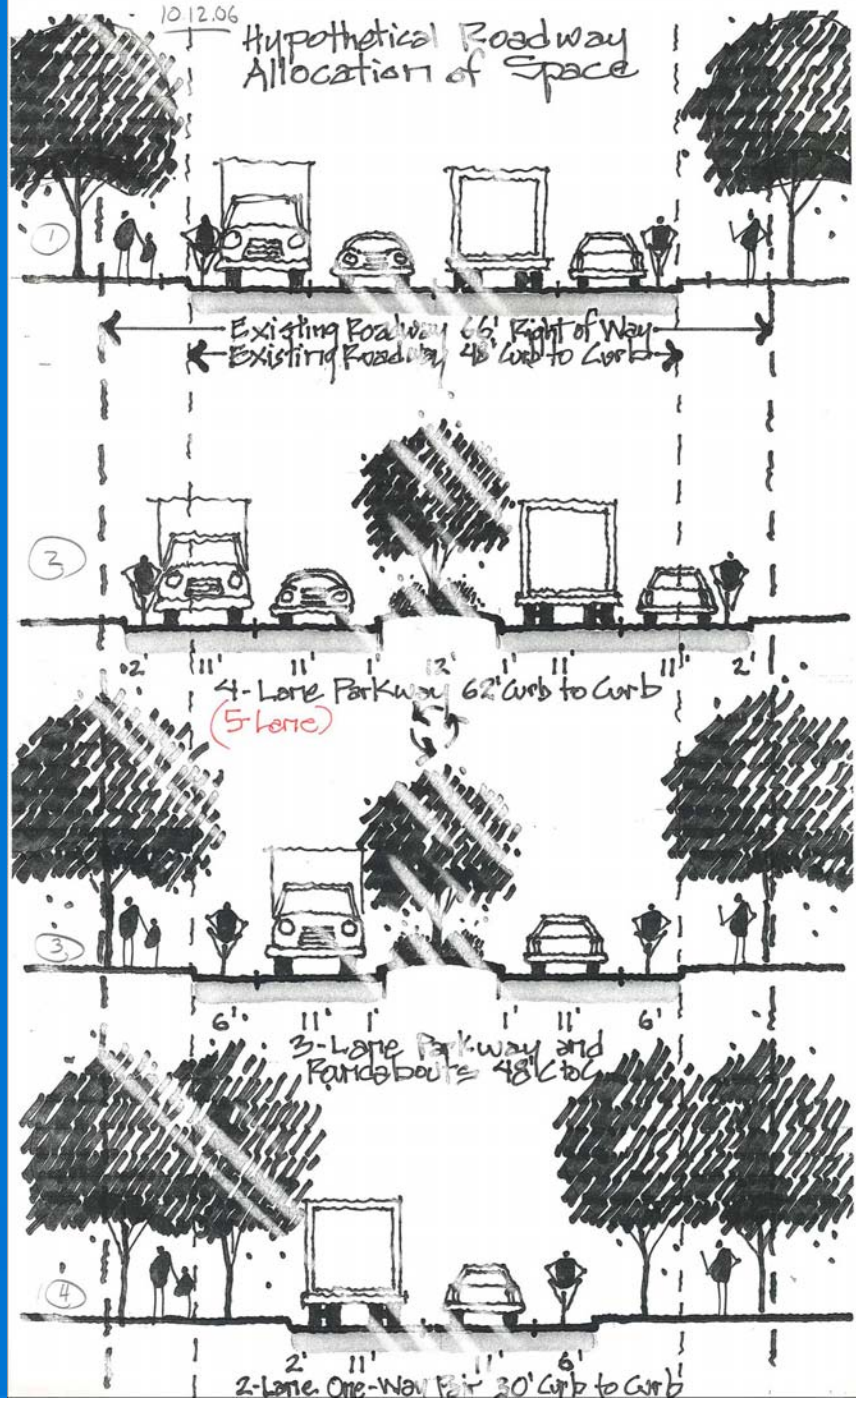 10.12.06
Hypothetical Roadway
Allocation of Space
1
Existing Roadway 66' Right of Way
Existing Roadway 48' Curb to Curb
2
2' 11' 11' 1' 12' 1' 11' 11' 2'
4-Lane Parkway 62' Curb to Curb
(5-Lane)
3
6' 11' 1' 1' 11' 6'
3-Lane Parkway and
Roundabouts 48' C to C
4
2' 11' 11' 6'
2-Lane One-Way Pair 30' Curb to Curb